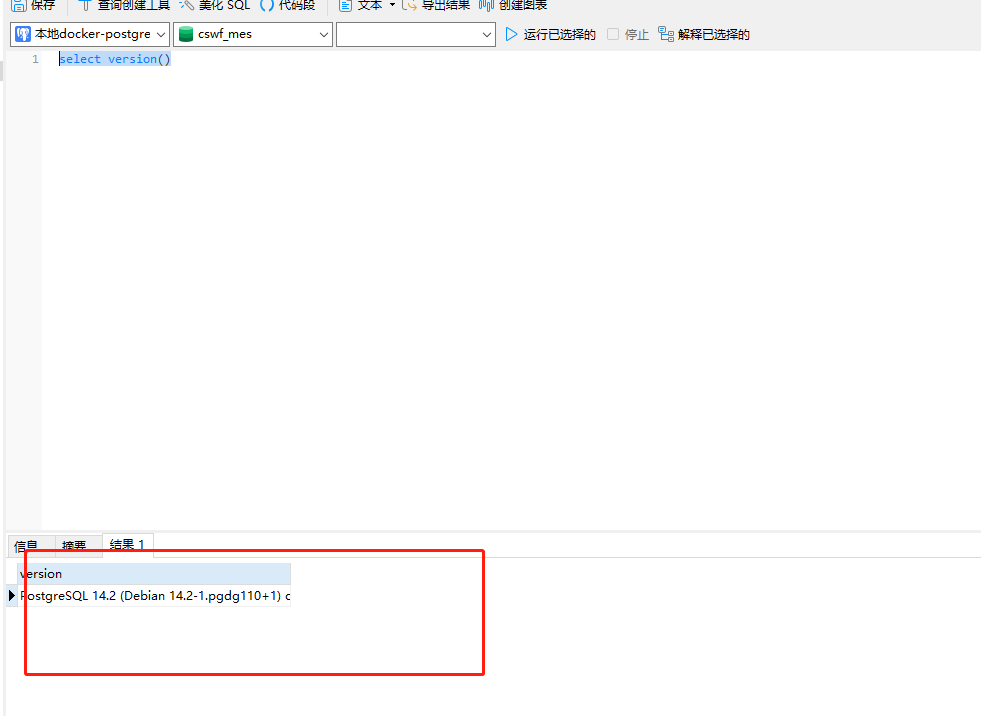 保存 查询创建工具 美化 SQL () 代码段 文本 导出结果 创建图表
本地docker-postgre cswf_mes 运行已选择的 停止 解释已选择的
1 select version()
信息 摘要 结果 1
version
PostgreSQL 14.2 (Debian 14.2-1.pgdg110+1) c